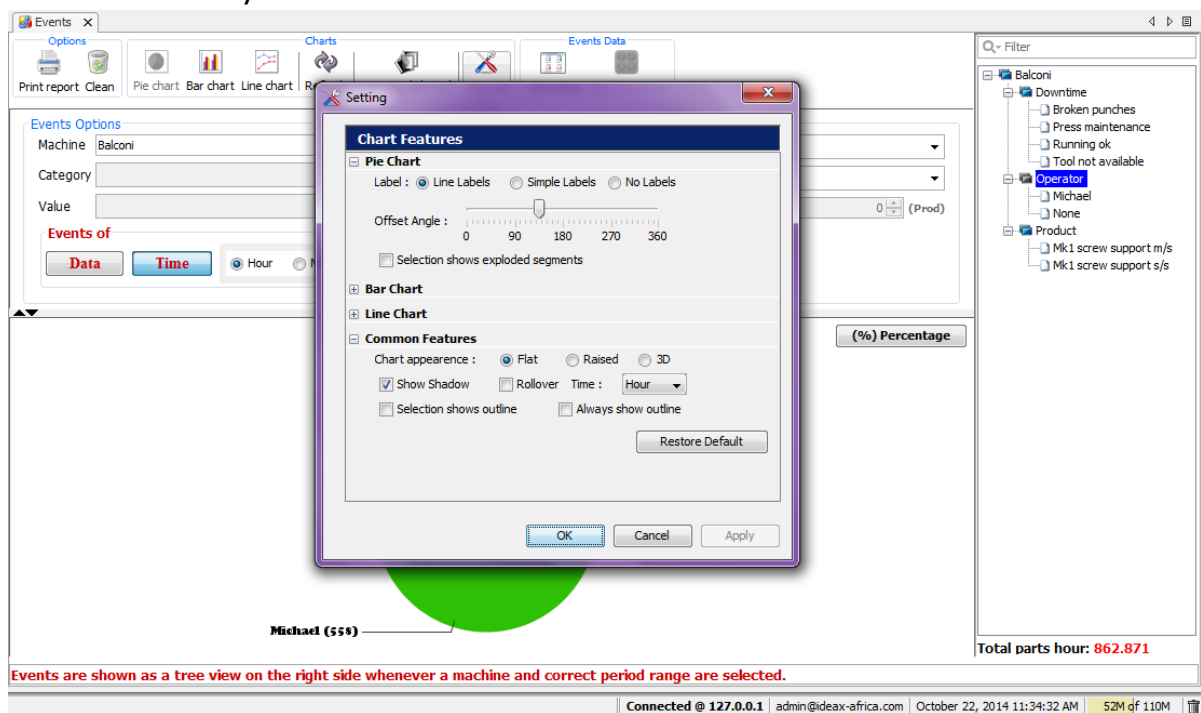 Events
Options
Charts
Events Data
Print report Clean Pie chart Bar chart Line chart
Filter
Balconi
Downtime
Broken punches
Press maintenance
Running ok
Tool not available
Operator
Michael
None
Product
Mk1 screw support m/s
Mk1 screw support s/s
Events Options
Machine Balconi
Category
Value
0 (Prod)
Events of
Data Time Hour
(%) Percentage
Setting
Chart Features
Pie Chart
Label : Line Labels Simple Labels No Labels
Offset Angle :
0 90 180 270 360
Selection shows exploded segments
Bar Chart
Line Chart
Common Features
Chart appearence : Flat Raised 3D
Show Shadow Rollover Time : Hour
Selection shows outline Always show outline
Restore Default
OK Cancel Apply
Michael (558)
Total parts hour: 862.871
Events are shown as a tree view on the right side whenever a machine and correct period range are selected.
Connected @ 127.0.0.1 admin@ideax-africa.com October 22, 2014 11:34:32 AM 52M of 110M